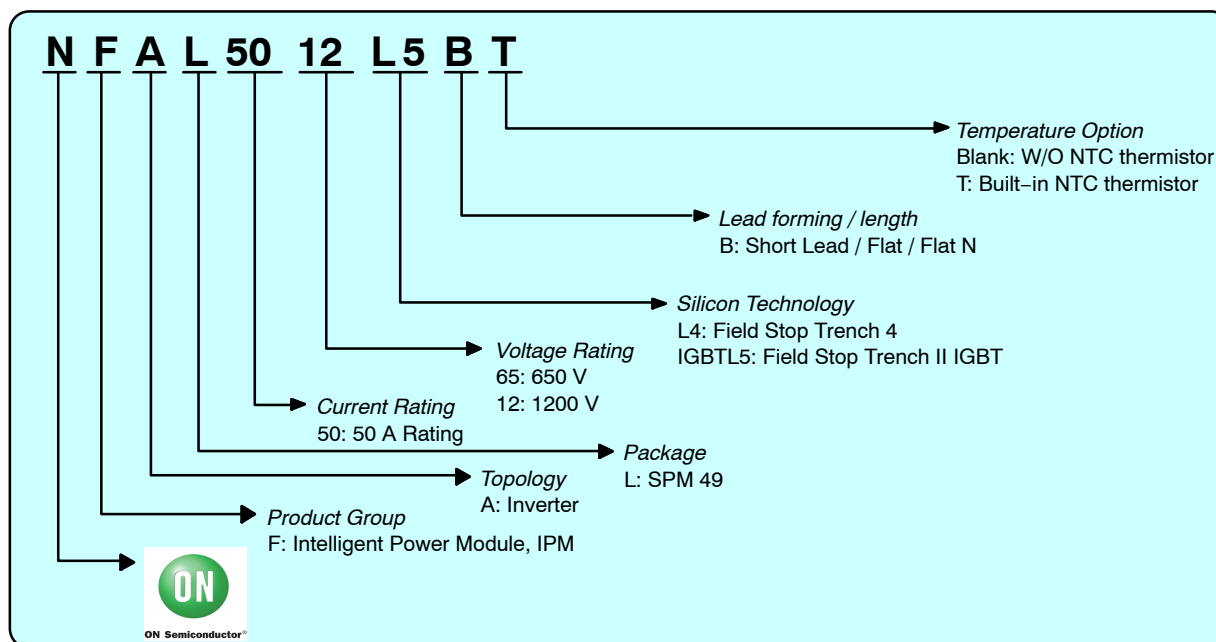 N F A L 50 12 L5 B T
Temperature Option
Blank: W/O NTC thermistor
T: Built−in NTC thermistor
Lead forming / length
B: Short Lead / Flat / Flat N
Silicon Technology
L4: Field Stop Trench 4
IGBTL5: Field Stop Trench II IGBT
Voltage Rating
65: 650 V
12: 1200 V
Current Rating
50: 50 A Rating
Package
L: SPM 49
Topology
A: Inverter
Product Group
F: Intelligent Power Module, IPM
ON
ON Semiconductor®